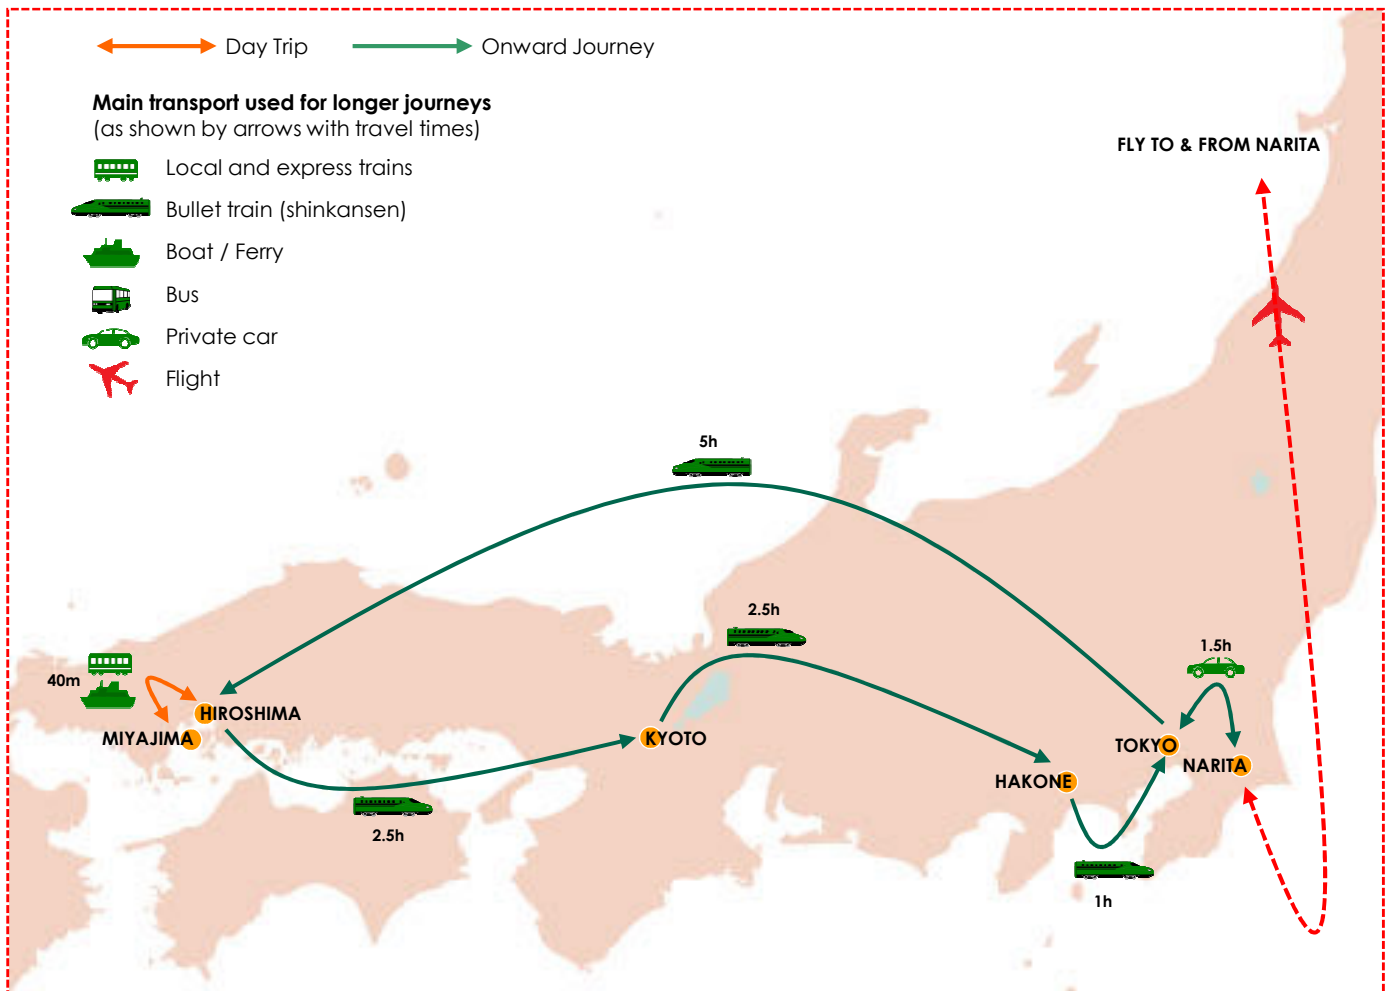 Day Trip
Onward Journey
Main transport used for longer journeys
(as shown by arrows with travel times)
Local and express trains
Bullet train (shinkansen)
Boat / Ferry
Bus
Private car
Flight
FLY TO & FROM NARITA
5h
2.5h
1.5h
40m
HIROSHIMA
MIYAJIMA
KYOTO
TOKYO
NARITA
HAKONE
2.5h
1h